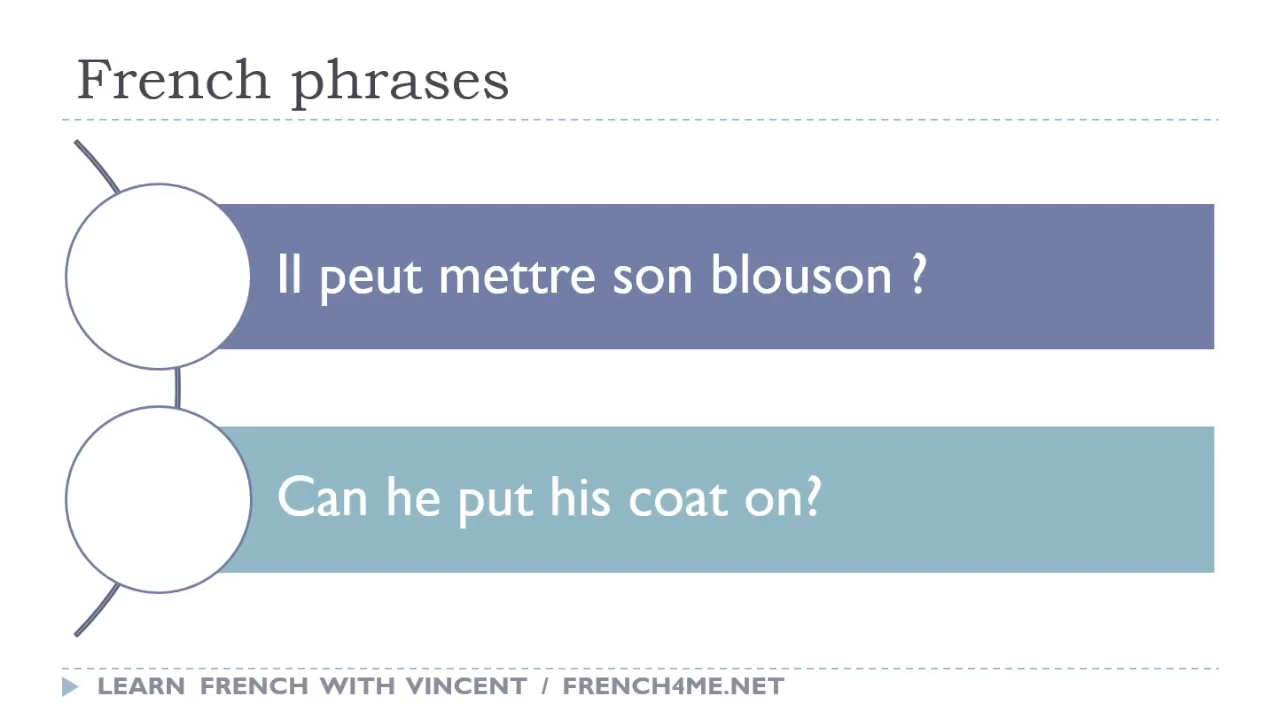 French phrases
Il peut mettre son blouson ?
Can he put his coat on?
LEARN FRENCH WITH VINCENT / FRENCH4ME.NET